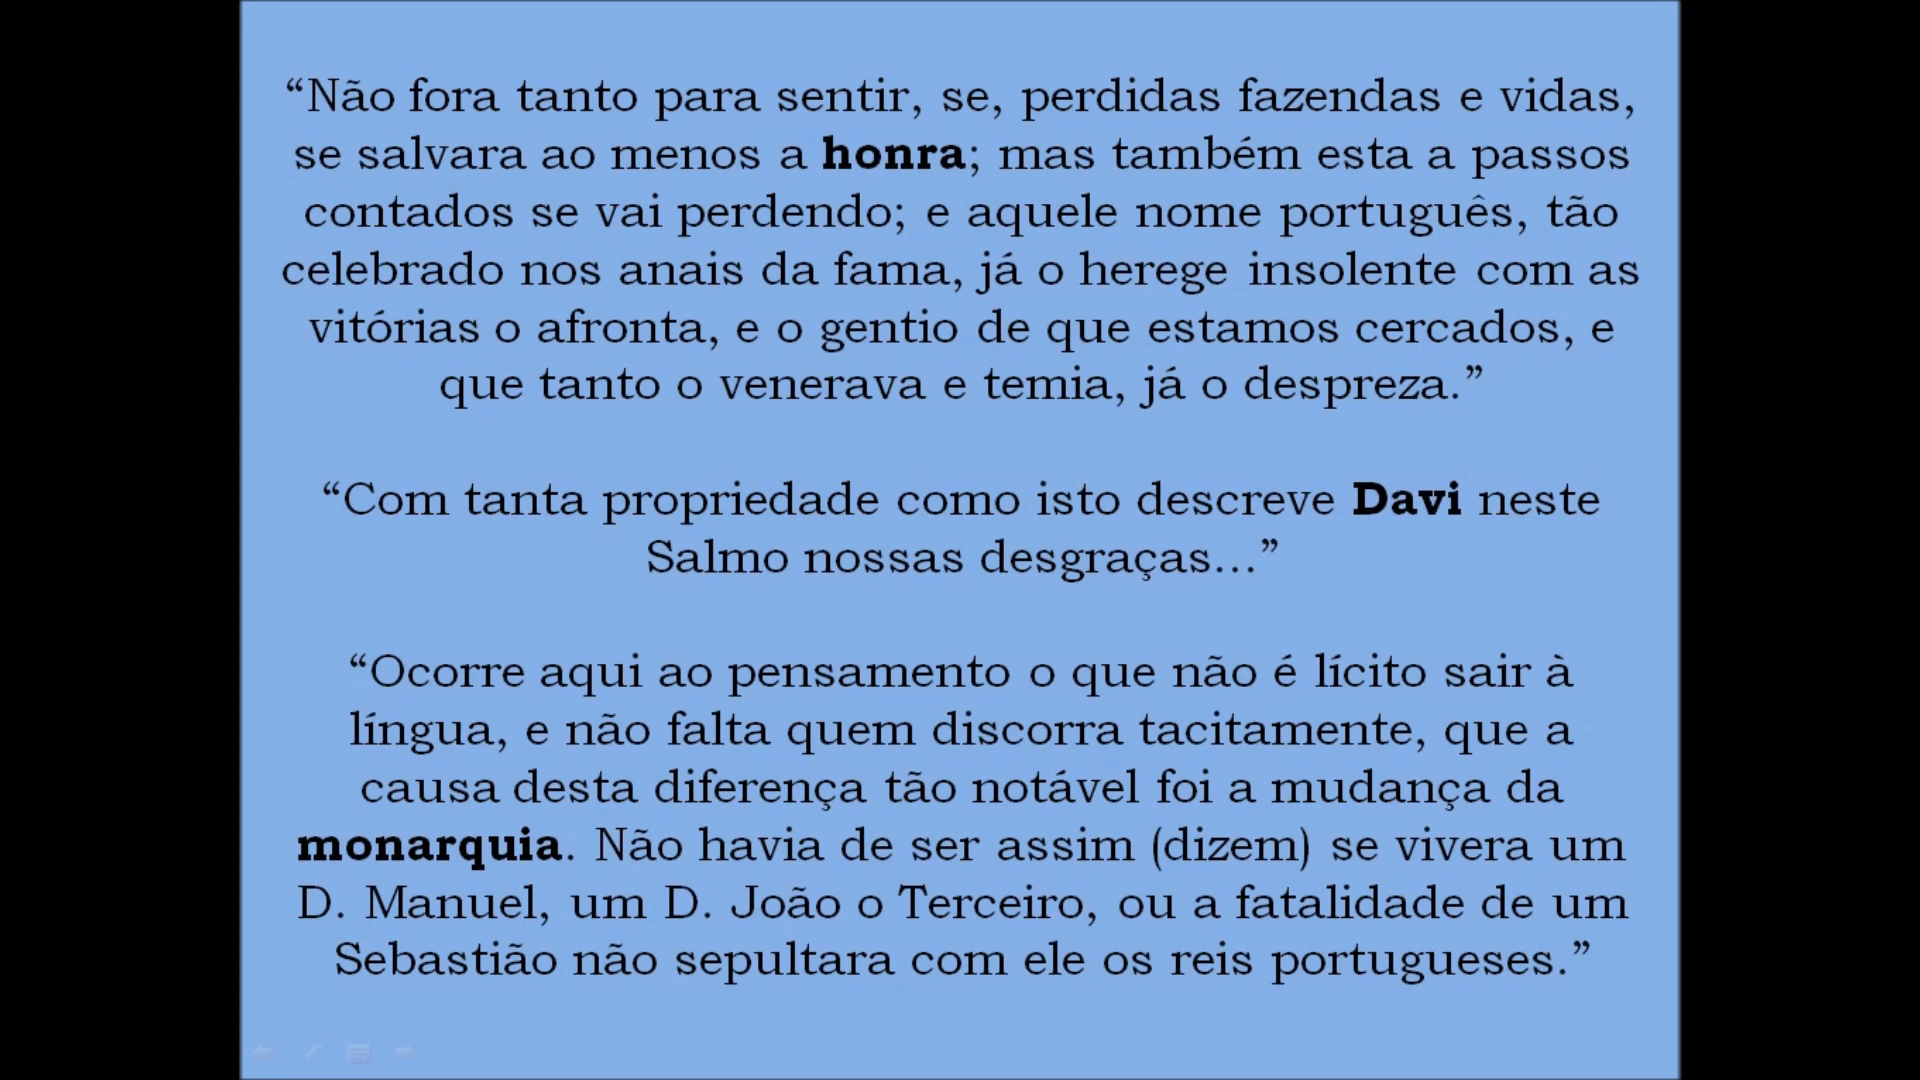 “Não fora tanto para sentir, se, perdidas fazendas e vidas,
se salvara ao menos a honra; mas também esta a passos
contados se vai perdendo; e aquele nome português, tão
celebrado nos anais da fama, já o herege insolente com as
vitórias o afronta, e o gentio de que estamos cercados, e
que tanto o venerava e temia, já o despreza.”
“Com tanta propriedade como isto descreve Davi neste
Salmo nossas desgraças...”
“Ocorre aqui ao pensamento o que não é lícito sair à
língua, e não falta quem discorra tacitamente, que a
causa desta diferença tão notável foi a mudança da
monarquia. Não havia de ser assim (dizem) se vivera um
D. Manuel, um D. João o Terceiro, ou a fatalidade de um
Sebastião não sepultara com ele os reis portugueses.”